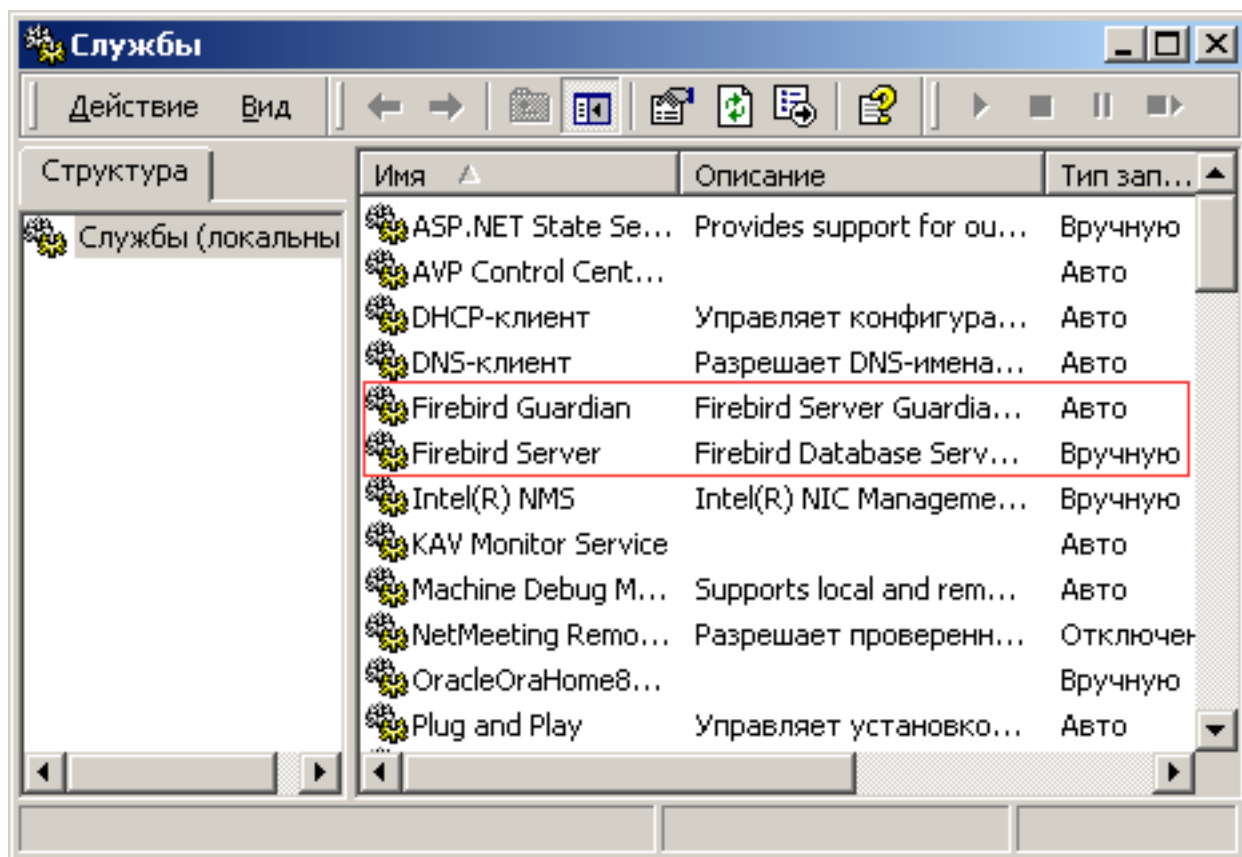 Службы
Действие Вид
Структура
Службы (локальны
Имя Описание Тип зап...
ASP.NET State Se... Provides support for ou... Вручную
AVP Control Cent... Авто
DHCP-клиент Управляет конфигура... Авто
DNS-клиент Разрешает DNS-имена... Авто
Firebird Guardian Firebird Server Guardia... Авто
Firebird Server Firebird Database Serv... Вручную
Intel(R) NMS Intel(R) NIC Manageme... Вручную
KAV Monitor Service Авто
Machine Debug M... Supports local and rem... Авто
NetMeeting Remo... Разрешает проверенн... Отключен
OracleOraHome8... Вручную
Plug and Play Управляет установко... Авто